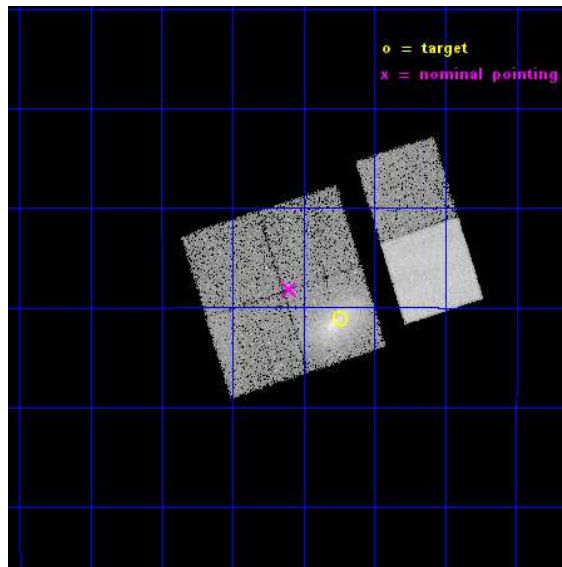 o = target
x = nominal pointing